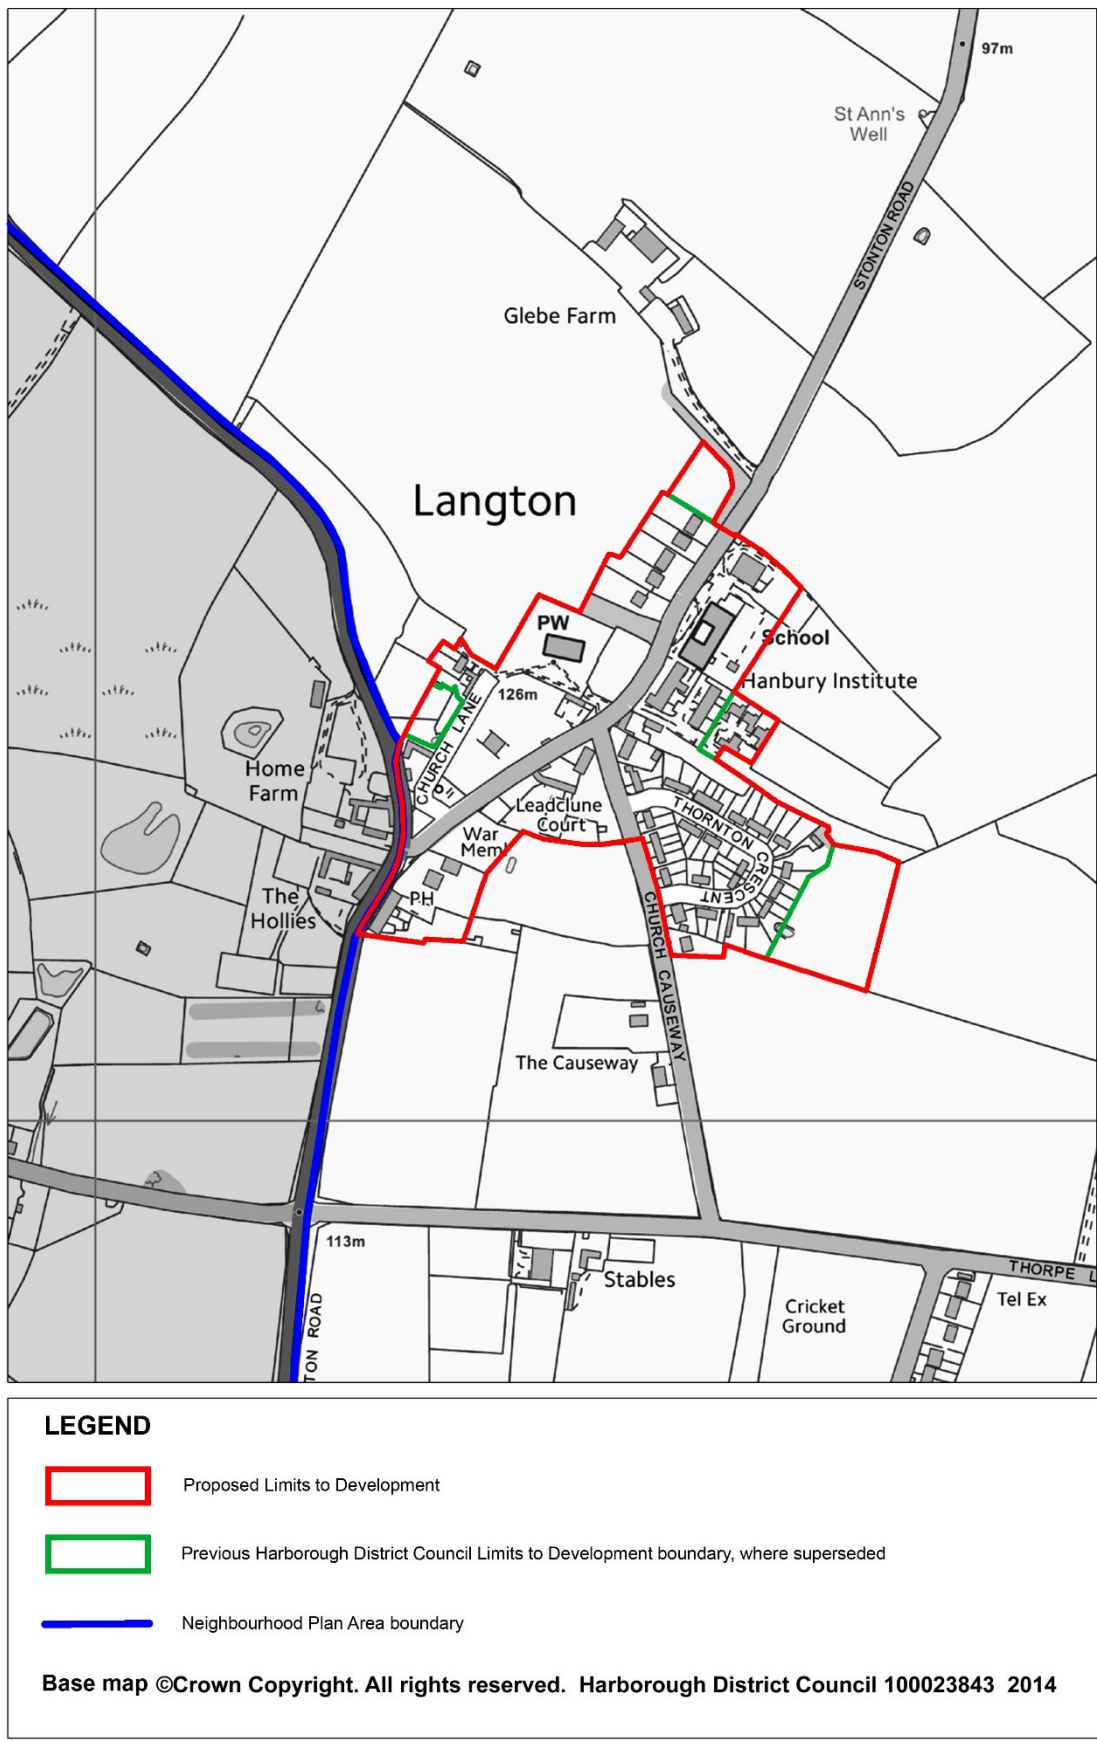 97m
St Ann's
Well
STONTON ROAD
Glebe Farm
Langton
PW
School
126m
Hanbury Institute
CHURCH LANE
Home
Farm
Leadclune
Court
THORNTON CRESCENT
War
Meml
PH
The
Hollies
CHURCH CAUSEWAY
The Causeway
113m
THORPE L
Stables
Tel Ex
Cricket
Ground
TON ROAD
LEGEND
Proposed Limits to Development
Previous Harborough District Council Limits to Development boundary, where superseded
Neighbourhood Plan Area boundary
Base map ©Crown Copyright. All rights reserved. Harborough District Council 100023843 2014